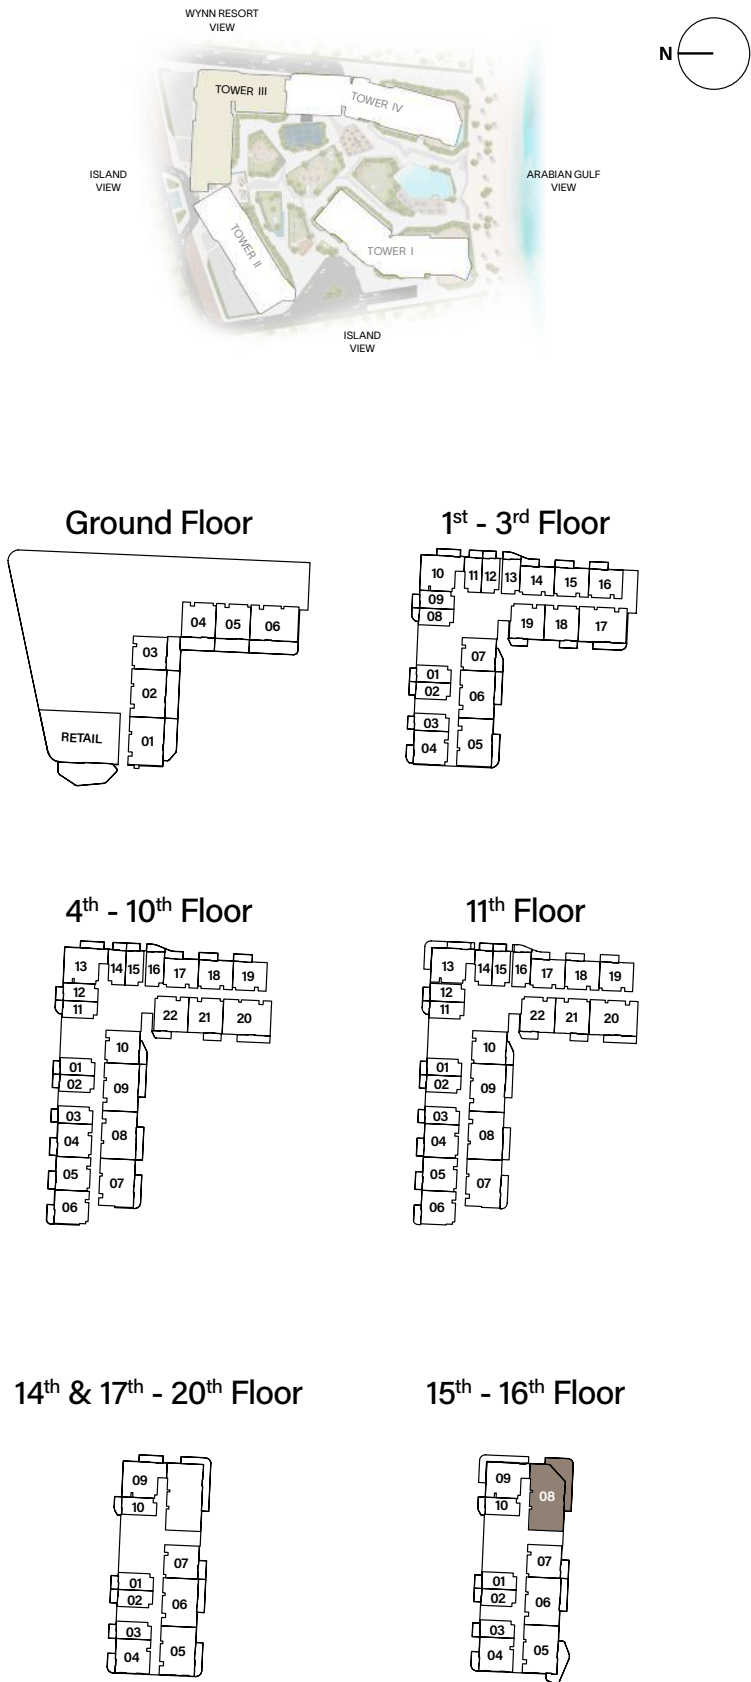 WYNN RESORT
VIEW
N
TOWER III
TOWER IV
ISLAND
VIEW
ARABIAN GULF
VIEW
TOWER II
TOWER I
ISLAND
VIEW
Ground Floor
04 05 06
03
02
01
RETAIL
1st - 3rd Floor
10 11 12 13 14 15 16
09
08
19 18 17
07
01
02
06
03
04
05
4th - 10th Floor
13 14 15 16 17 18 19
12
11
22 21 20
10
01
02
09
03
04
08
05
07
06
11th Floor
13 14 15 16 17 18 19
12
11
22 21 20
10
01
02
09
03
04
08
05
07
06
14th & 17th - 20th Floor
09
10
07
01
02
06
03
04
05
15th - 16th Floor
09
08
10
07
01
02
06
03
04
05